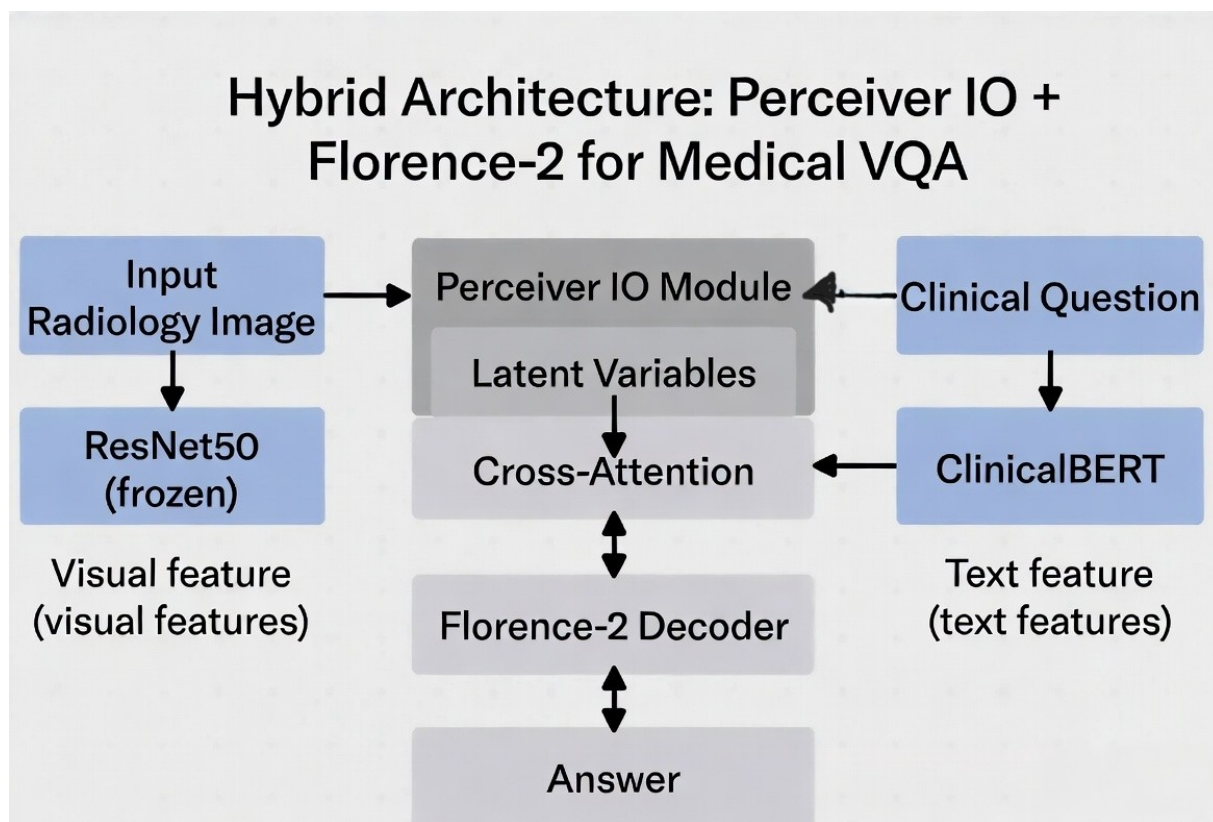 Hybrid Architecture: Perceiver IO +
Florence-2 for Medical VQA
Input
Radiology Image
Perceiver IO Module
Clinical Question
Latent Variables
ResNet50
(frozen)
Cross-Attention
ClinicalBERT
Visual feature
(visual features)
Text feature
(text features)
Florence-2 Decoder
Answer